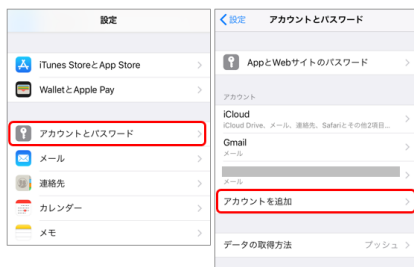 設定
iTunes StoreとApp Store
WalletとApple Pay
アカウントとパスワード
メール
連絡先
カレンダー
メモ
設定
アカウントとパスワード
AppとWebサイトのパスワード
アカウント
iCloud
iCloud Drive、メール、連絡先、Safariとその他2項目...
Gmail
メール
メール
アカウントを追加
データの取得方法
プッシュ